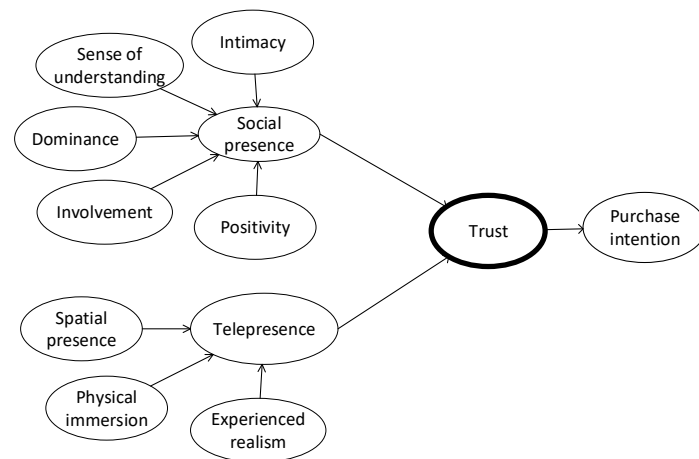 Intimacy
Sense of
understanding
Dominance
Social
presence
Involvement
Positivity
Trust
Purchase
intention
Spatial
presence
Telepresence
Physical
immersion
Experienced
realism